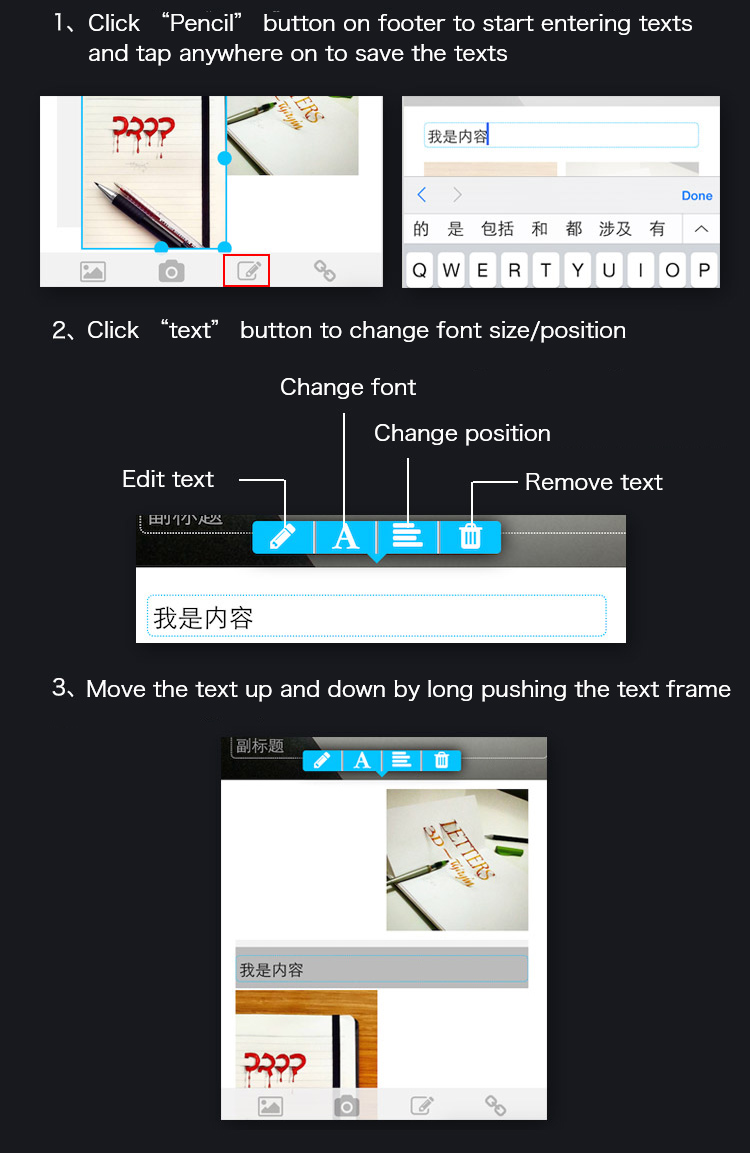 1、Click “Pencil” button on footer to start entering texts
and tap anywhere on to save the texts
我是内容
Done
的 是 包括 和 都 涉及 有
Q W E R T Y U I O P
2、Click “text” button to change font size/position
Change font
Change position
Edit text
Remove text
副标题
A
我是内容
3、Move the text up and down by long pushing the text frame
副标题
A
LETTERS
3D
我是内容